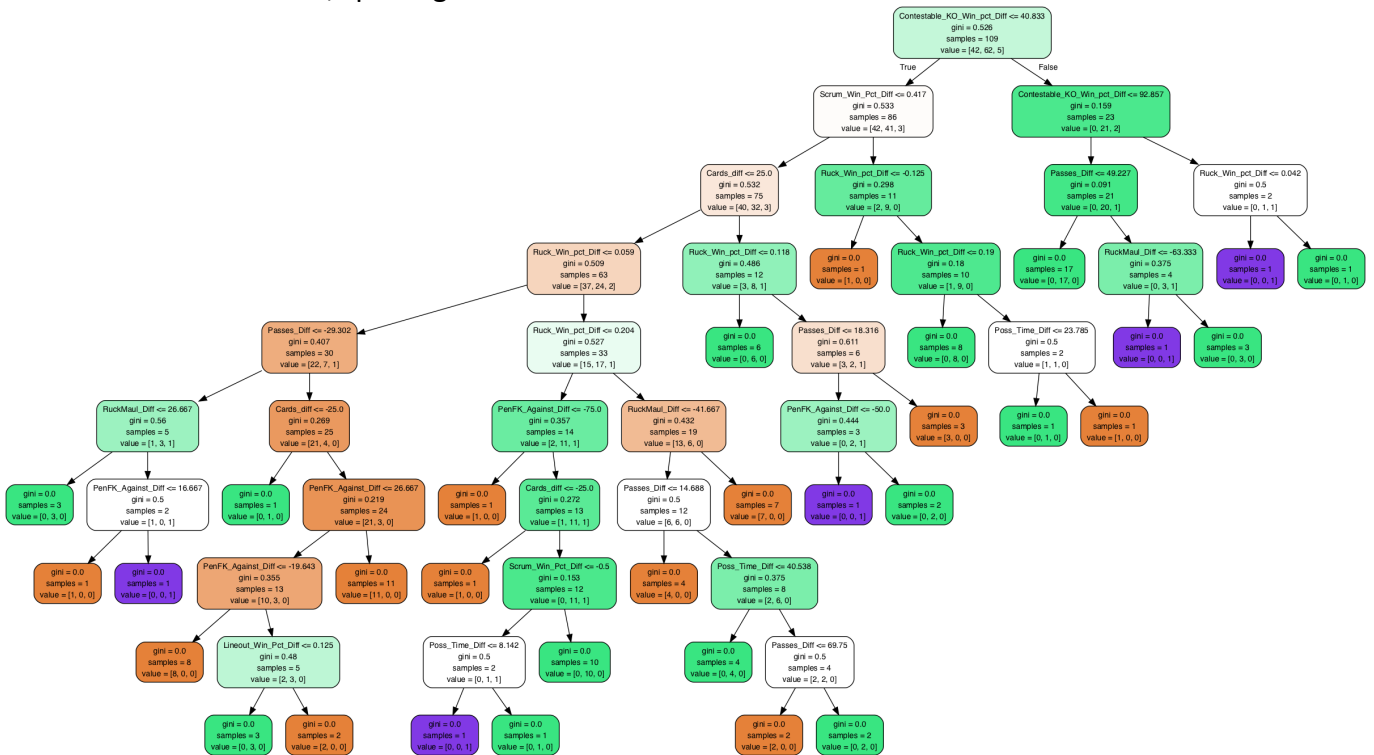 Contestable_KO_Win_pct_Diff <= 40.833
gini = 0.526
samples = 109
value = [42, 62, 5]
True
False
Scrum_Win_Pct_Diff <= 0.417
gini = 0.533
samples = 86
value = [42, 41, 3]
Contestable_KO_Win_pct_Diff <= 92.857
gini = 0.159
samples = 23
value = [0, 21, 2]
Cards_diff <= 25.0
gini = 0.532
samples = 75
value = [40, 32, 3]
Ruck_Win_pct_Diff <= -0.125
gini = 0.298
samples = 11
value = [2, 9, 0]
Passes_Diff <= 49.227
gini = 0.091
samples = 21
value = [0, 20, 1]
Ruck_Win_pct_Diff <= 0.042
gini = 0.5
samples = 2
value = [0, 1, 1]
Ruck_Win_pct_Diff <= 0.059
gini = 0.509
samples = 63
value = [37, 24, 2]
Ruck_Win_pct_Diff <= 0.118
gini = 0.486
samples = 12
value = [3, 8, 1]
gini = 0.0
samples = 1
value = [1, 0, 0]
Ruck_Win_pct_Diff <= 0.19
gini = 0.18
samples = 10
value = [1, 9, 0]
gini = 0.0
samples = 17
value = [0, 17, 0]
RuckMaul_Diff <= -63.333
gini = 0.375
samples = 4
value = [0, 3, 1]
gini = 0.0
samples = 1
value = [0, 0, 1]
gini = 0.0
samples = 1
value = [0, 1, 0]
Passes_Diff <= -29.302
gini = 0.407
samples = 30
value = [22, 7, 1]
Ruck_Win_pct_Diff <= 0.204
gini = 0.527
samples = 33
value = [15, 17, 1]
gini = 0.0
samples = 6
value = [0, 6, 0]
Passes_Diff <= 18.316
gini = 0.611
samples = 6
value = [3, 2, 1]
gini = 0.0
samples = 8
value = [0, 8, 0]
Poss_Time_Diff <= 23.785
gini = 0.5
samples = 2
value = [1, 1, 0]
gini = 0.0
samples = 1
value = [0, 0, 1]
gini = 0.0
samples = 3
value = [0, 3, 0]
RuckMaul_Diff <= 26.667
gini = 0.56
samples = 5
value = [1, 3, 1]
Cards_diff <= -25.0
gini = 0.269
samples = 25
value = [21, 4, 0]
PenFK_Against_Diff <= -75.0
gini = 0.357
samples = 14
value = [2, 11, 1]
RuckMaul_Diff <= -41.667
gini = 0.432
samples = 19
value = [13, 6, 0]
PenFK_Against_Diff <= -50.0
gini = 0.444
samples = 3
value = [0, 2, 1]
gini = 0.0
samples = 3
value = [3, 0, 0]
gini = 0.0
samples = 1
value = [0, 1, 0]
gini = 0.0
samples = 1
value = [1, 0, 0]
gini = 0.0
samples = 3
value = [0, 3, 0]
PenFK_Against_Diff <= 16.667
gini = 0.5
samples = 2
value = [1, 0, 1]
gini = 0.0
samples = 1
value = [0, 1, 0]
PenFK_Against_Diff <= 26.667
gini = 0.219
samples = 24
value = [21, 3, 0]
gini = 0.0
samples = 1
value = [1, 0, 0]
Cards_diff <= -25.0
gini = 0.272
samples = 13
value = [1, 11, 1]
Passes_Diff <= 14.688
gini = 0.5
samples = 12
value = [6, 6, 0]
gini = 0.0
samples = 7
value = [7, 0, 0]
gini = 0.0
samples = 1
value = [0, 0, 1]
gini = 0.0
samples = 2
value = [0, 2, 0]
gini = 0.0
samples = 1
value = [1, 0, 0]
gini = 0.0
samples = 1
value = [0, 0, 1]
PenFK_Against_Diff <= -19.643
gini = 0.355
samples = 13
value = [10, 3, 0]
gini = 0.0
samples = 11
value = [11, 0, 0]
gini = 0.0
samples = 1
value = [1, 0, 0]
Scrum_Win_Pct_Diff <= -0.5
gini = 0.153
samples = 12
value = [0, 11, 1]
gini = 0.0
samples = 4
value = [4, 0, 0]
Poss_Time_Diff <= 40.538
gini = 0.375
samples = 8
value = [2, 6, 0]
gini = 0.0
samples = 8
value = [8, 0, 0]
Lineout_Win_Pct_Diff <= 0.125
gini = 0.48
samples = 5
value = [2, 3, 0]
Poss_Time_Diff <= 8.142
gini = 0.5
samples = 2
value = [0, 1, 1]
gini = 0.0
samples = 10
value = [0, 10, 0]
gini = 0.0
samples = 4
value = [0, 4, 0]
Passes_Diff <= 69.75
gini = 0.5
samples = 4
value = [2, 2, 0]
gini = 0.0
samples = 3
value = [0, 3, 0]
gini = 0.0
samples = 2
value = [2, 0, 0]
gini = 0.0
samples = 1
value = [0, 0, 1]
gini = 0.0
samples = 1
value = [0, 1, 0]
gini = 0.0
samples = 2
value = [2, 0, 0]
gini = 0.0
samples = 2
value = [0, 2, 0]